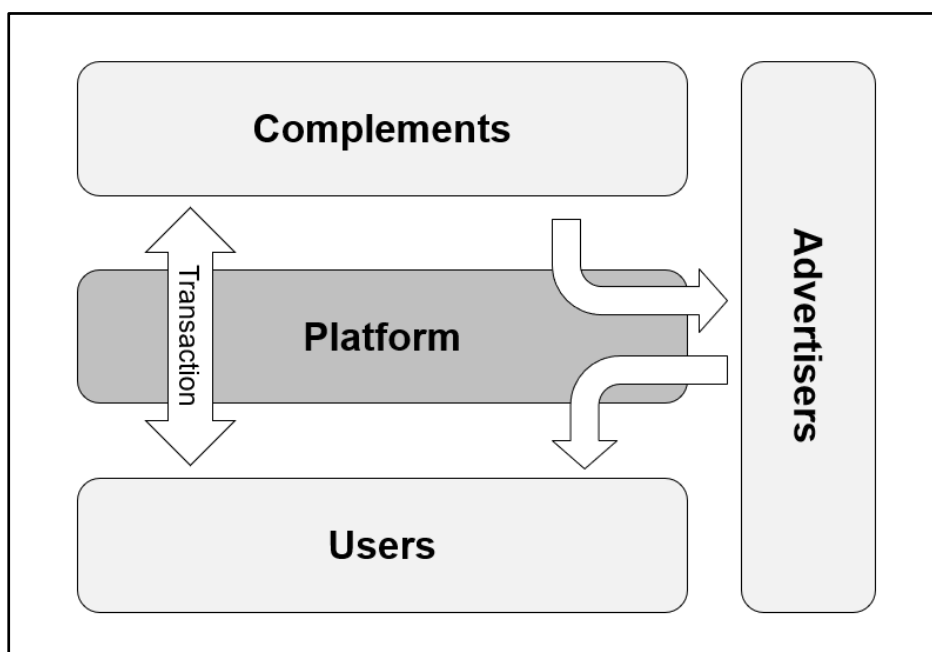 Complements
Transaction
Platform
Users
Advertisers